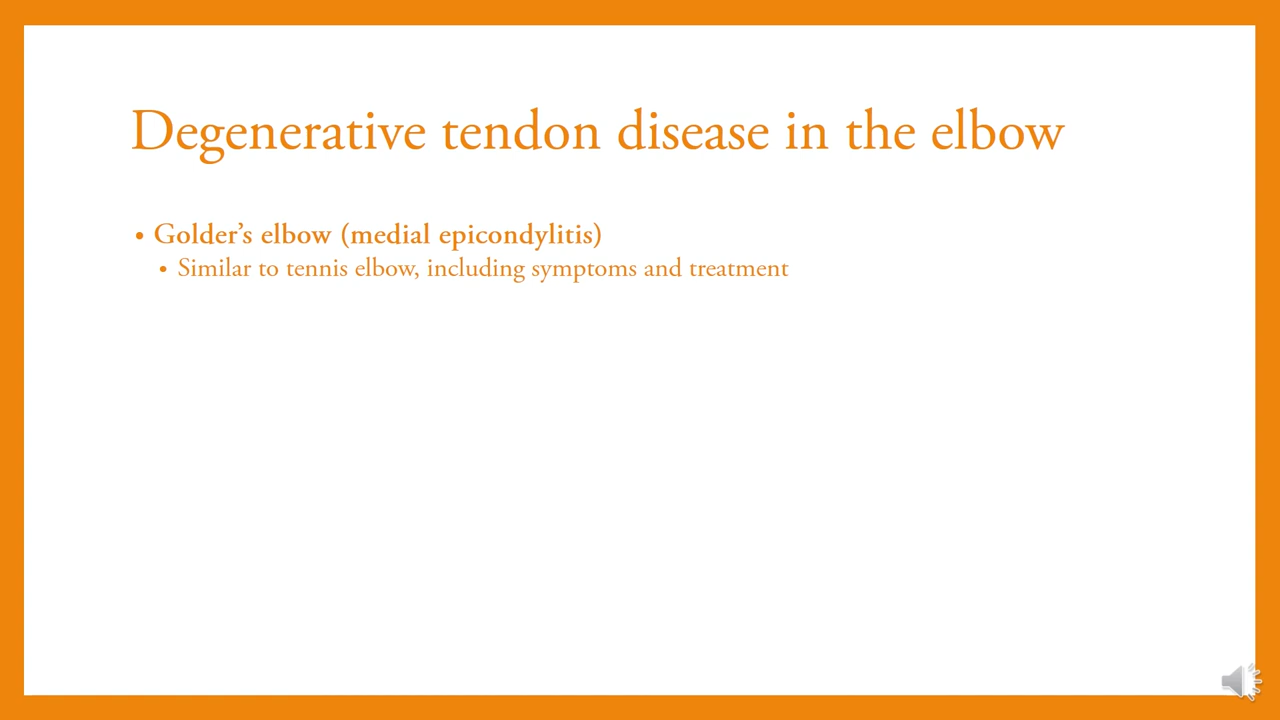 Degenerative tendon disease in the elbow
• Golder’s elbow (medial epicondylitis)
• Similar to tennis elbow, including symptoms and treatment